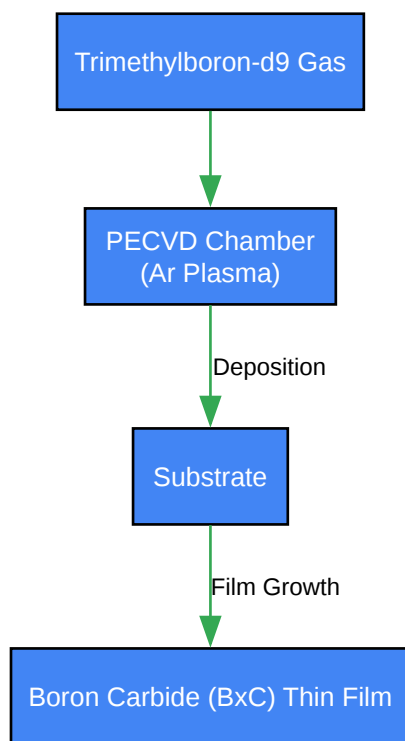 Trimethylboron-d9 Gas
PECVD Chamber
(Ar Plasma)
Deposition
Substrate
Film Growth
Boron Carbide (BxC) Thin Film